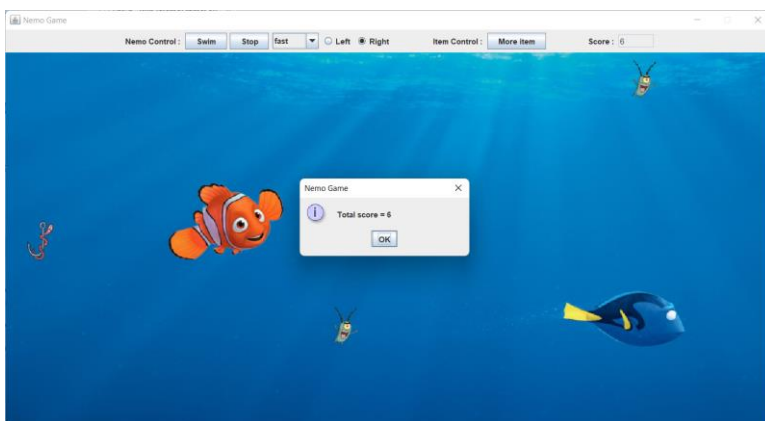 Nemo Game
Nemo Control : Swim Stop fast Left Right Item Control : More Item Score : 6
Nemo Game
Total score = 6
OK